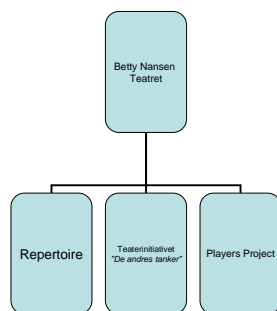 Betty Nansen
Teatret
Repertoire
Teaterinitiativet
"De andres tanker"
Players Project